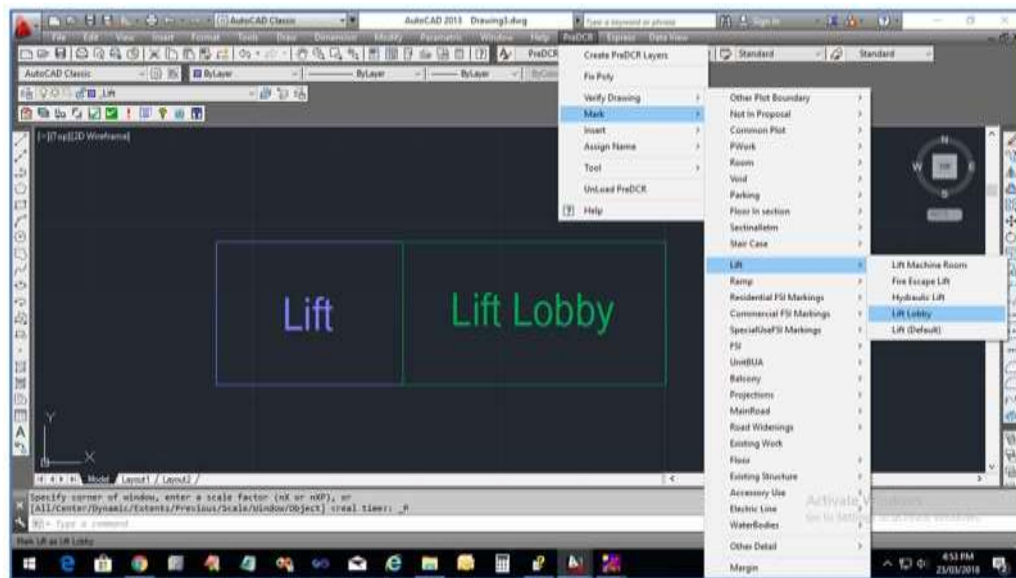 AutoCAD Classic
AutoCAD 2013 Drawing3.dwg
Type a keyword or phrase
Sign In
File Edit View Insert Format Tools Draw Dimension Modify Parametric Window Help PreDCR Express Data View
PreDCR
Standard
Standard
AutoCAD Classic
ByLayer
ByLayer
ByLayer
_Lift
[-][Top][2D Wireframe]
Create PreDCR Layers
Fix Poly
Verify Drawing
Mark
Insert
Assign Name
Tool
UnLoad PreDCR
Help
Other Plot Boundary
Not In Proposal
Common Plot
PWork
Room
Void
Parking
Floor In section
SectinalIetm
Stair Case
Lift
Ramp
Residential FSI Markings
Commercial FSI Markings
SpecialUseFSI Markings
FSI
UnitBUA
Balcony
Projections
MainRoad
Road Widenings
Existing Work
Floor
Existing Structure
Accessory Use
Electric Line
WaterBodies
Other Detail
Margin
Lift Machine Room
Fire Escape Lift
Hydraulic Lift
Lift Lobby
Lift (Default)
N
W
TOP
E
S
Lift
Lift Lobby
Y
X
Model Layout1 Layout2
Specify corner of window, enter a scale factor (nX or nXP), or
[All/Center/Dynamic/Extents/Previous/Scale/Window/Object] <real time>: _P
Type a command
Activate Windows
Mark Lift as Lift Lobby
4:53 PM
23/03/2018